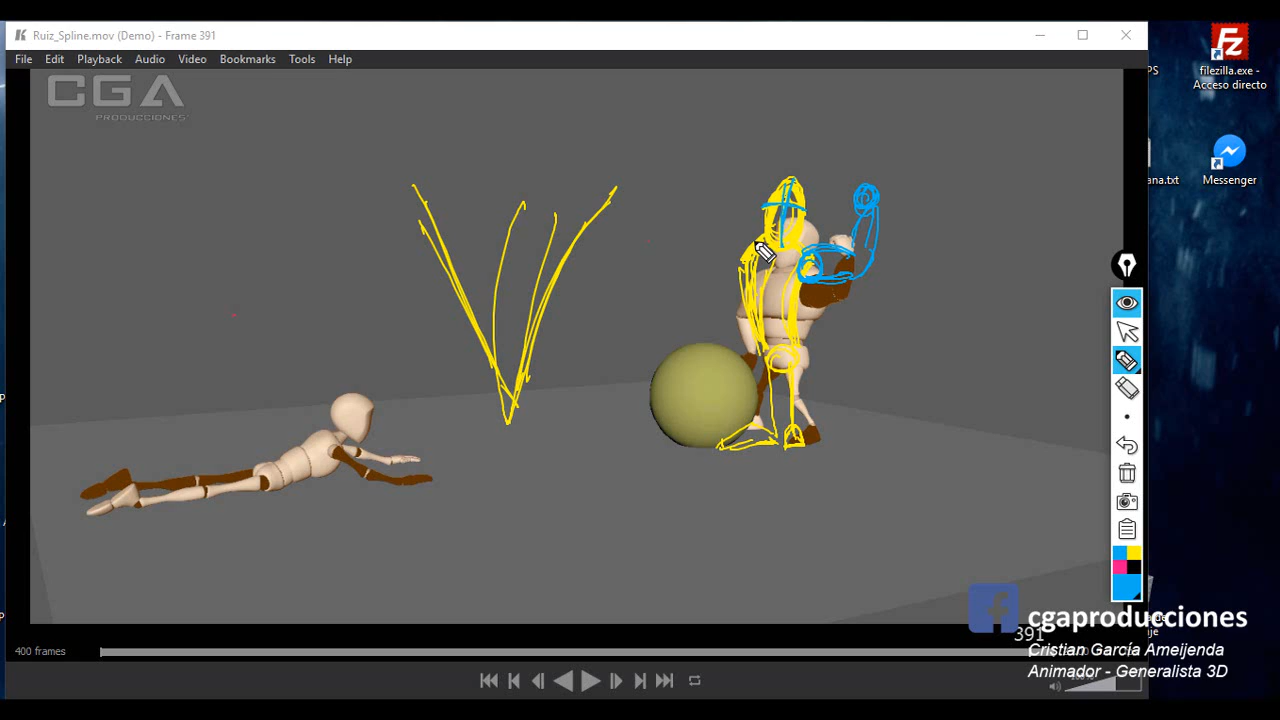 Ruiz_Spline.mov (Demo) - Frame 391
File Edit Playback Audio Video Bookmarks Tools Help
CGA
PRODUCCIONES
filezilla.exe -
Acceso directo
PS
ana.txt
Messenger
cgaproducciones
391
400 frames
Cristian García Ameijenda
Animador - Generalista 3D